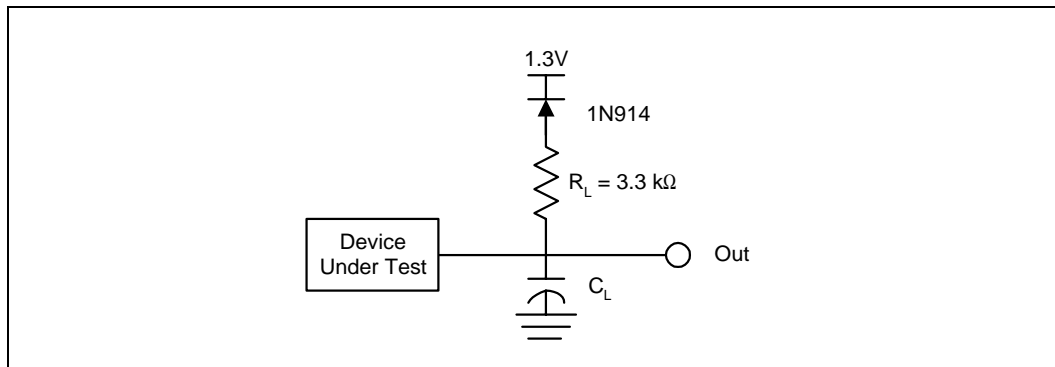 1.3V
1N914
R_L = 3.3 kΩ
Device
Under Test
Out
C_L